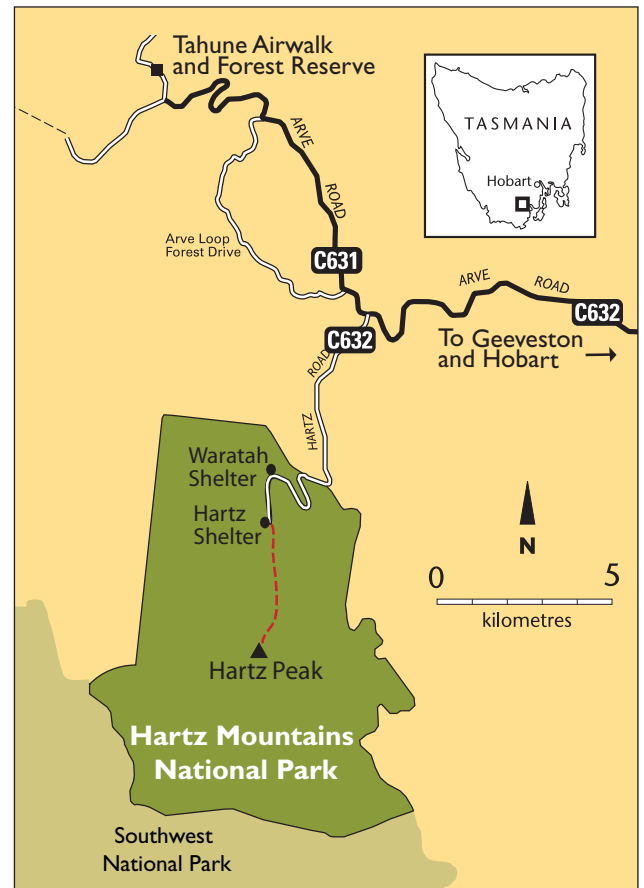 Tahune Airwalk
and Forest Reserve
TASMANIA
Hobart
ARVE
ROAD
Arve Loop
Forest Drive
C631
ARVE
ROAD
C632
C632
To Geeveston
and Hobart
ROAD
HARTZ
Waratah
Shelter
Hartz
Shelter
N
0
5
kilometres
Hartz Peak
Hartz Mountains
National Park
Southwest
National Park